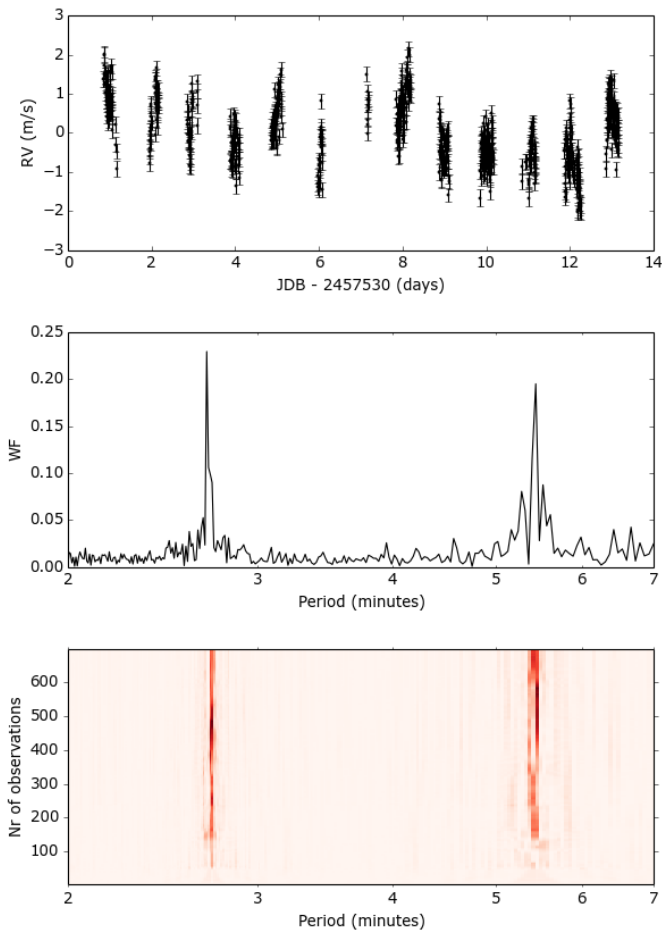 3
2
1
0
−1
−2
−3
RV (m/s)
0 2 4 6 8 10 12 14
JDB - 2457530 (days)
0.25
0.20
0.15
0.10
0.05
0.00
WF
2 3 4 5 6 7
Period (minutes)
600
500
400
300
200
100
Nr of observations
2 3 4 5 6 7
Period (minutes)